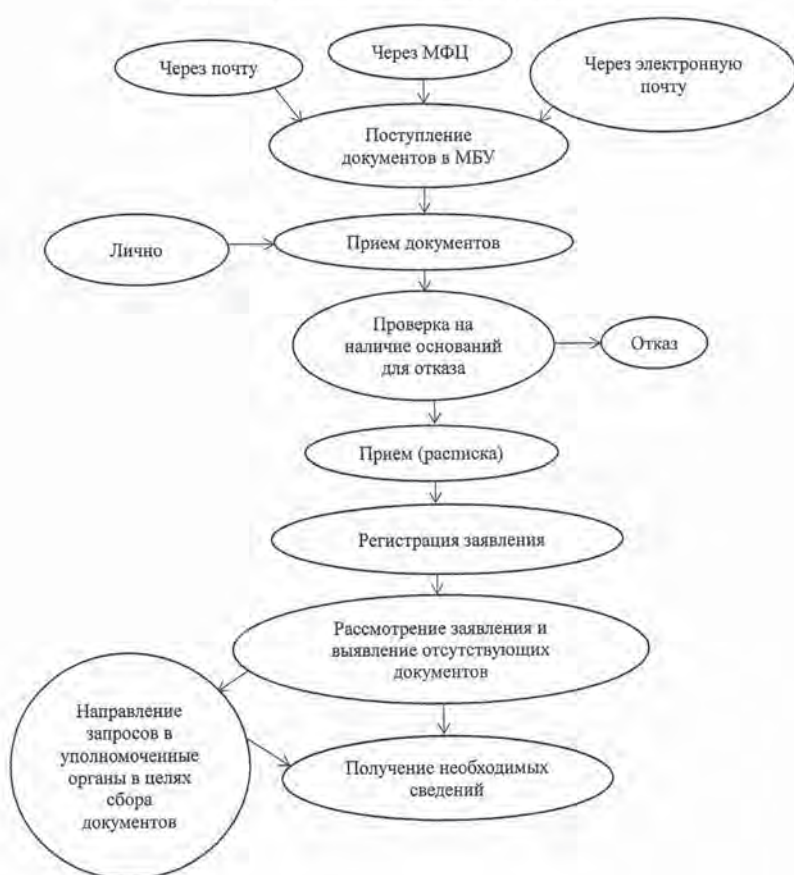 Через почту
Через МФЦ
Через электронную
почту
Поступление
документов в МБУ
Лично
Прием документов
Проверка на
наличие оснований
для отказа
Отказ
Прием (расписка)
Регистрация заявления
Рассмотрение заявления и
выявление отсутствующих
документов
Направление
запросов в
уполномоченные
органы в целях
сбора
документов
Получение необходимых
сведений